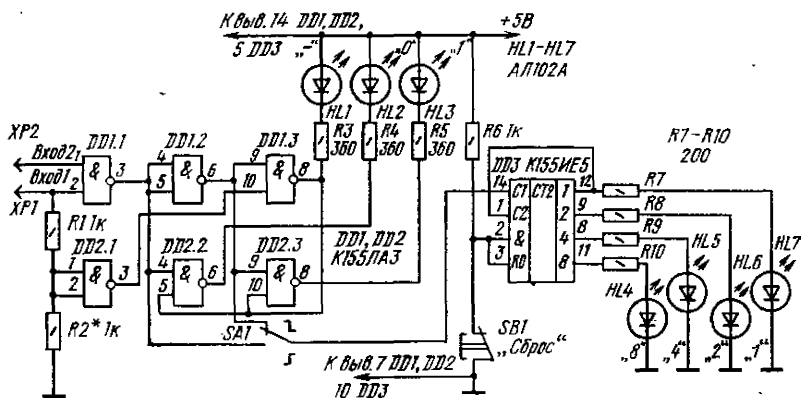 К выв. 14 DD1, DD2,
5 DD3
+5В
HL1-HL7
АЛ102А
„-“
„0“
„1“
HL1
HL2
HL3
R3
360
R4
360
R5
360
R6 1к
R7-R10
200
XP2
Вход2
1
DD1.1
&
3
Вход1
2
XP1
DD1.2
4
5
&
6
DD1.3
9
10
&
8
R1 1к
DD2.1
1
2
&
3
R2* 1к
DD2.2
4
5
&
6
DD2.3
9
10
&
8
DD1, DD2
К155ЛА3
SA1
DD3 К155ИЕ5
14
C1
CT2
1
12
R7
1
C2
2
9
R8
2
&
4
8
R9
3
R0
8
11
R10
HL4
HL5
HL6
HL7
„8“
„4“
„2“
„1“
SB1
„Сброс“
К выв. 7 DD1, DD2
10 DD3